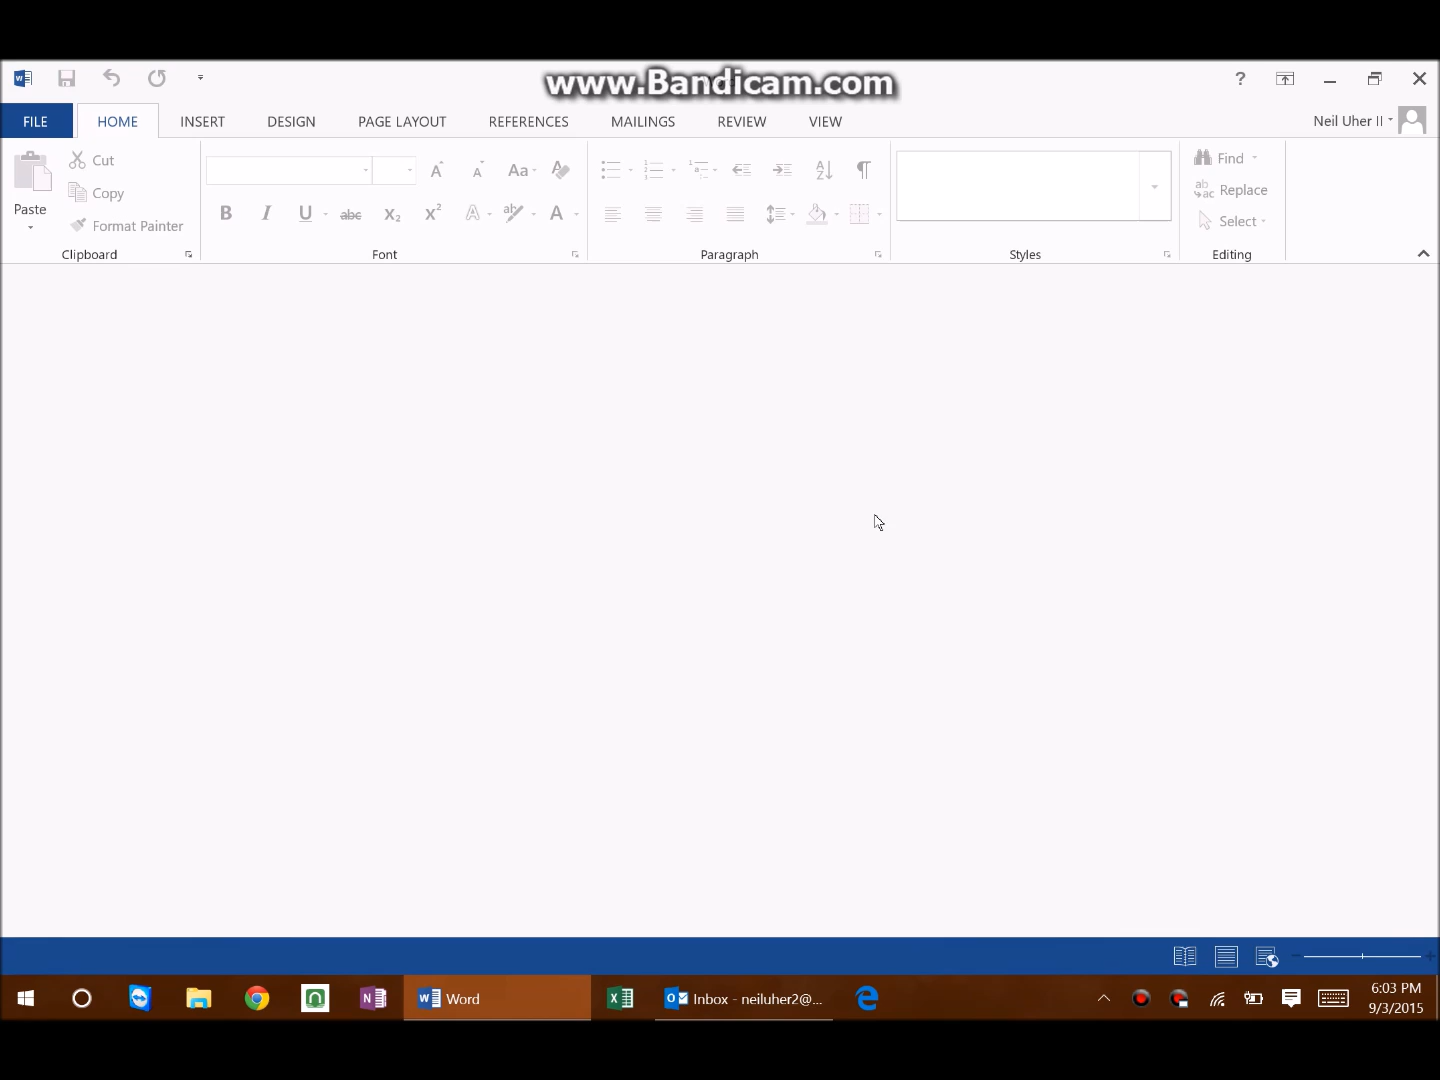 www.Bandicam.com
FILE
HOME
INSERT
DESIGN
PAGE LAYOUT
REFERENCES
MAILINGS
REVIEW
VIEW
Neil Uher II
Paste
Cut
Copy
Format Painter
Clipboard
Font
Paragraph
Styles
Find
Replace
Select
Editing
Word
Inbox - neiluher2@...
6:03 PM
9/3/2015